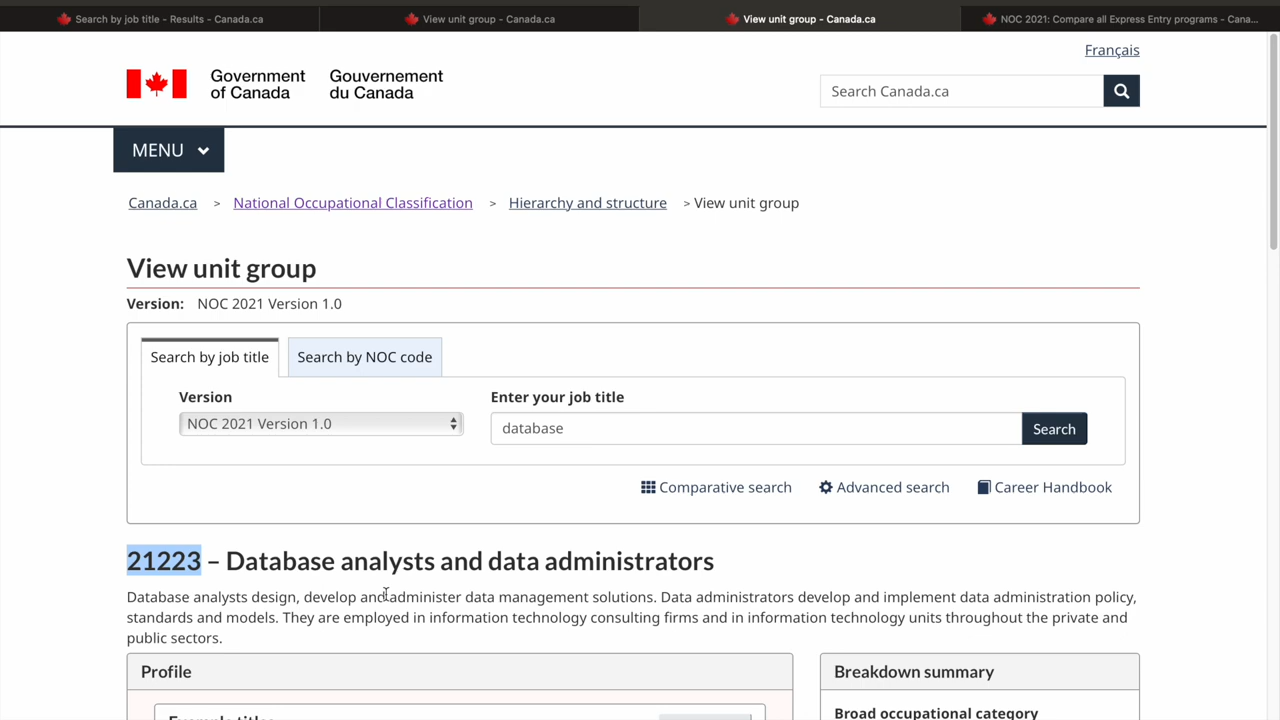 Search by job title - Results - Canada.ca
View unit group - Canada.ca
View unit group - Canada.ca
NOC 2021: Compare all Express Entry programs - Cana...
Français
Government
of Canada
Gouvernement
du Canada
Search Canada.ca
MENU
Canada.ca > National Occupational Classification > Hierarchy and structure > View unit group
View unit group
Version: NOC 2021 Version 1.0
Search by job title
Search by NOC code
Version
Enter your job title
NOC 2021 Version 1.0
database
Search
Comparative search
Advanced search
Career Handbook
21223 – Database analysts and data administrators
Database analysts design, develop and administer data management solutions. Data administrators develop and implement data administration policy,
standards and models. They are employed in information technology consulting firms and in information technology units throughout the private and
public sectors.
Profile
Breakdown summary
Example titles
Broad occupational category